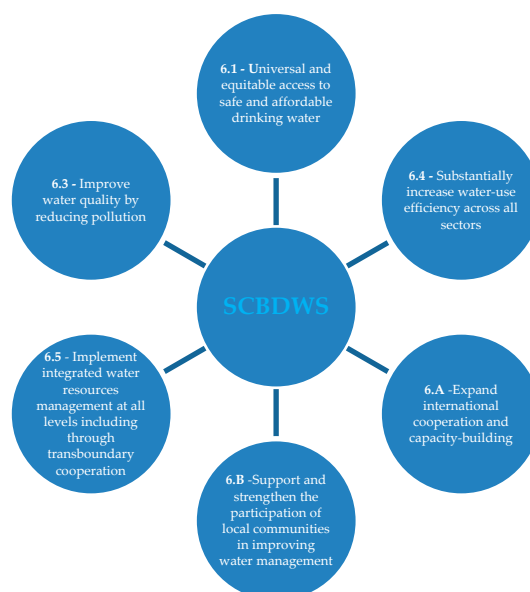 6.1 - Universal and
equitable access to
safe and affordable
drinking water
6.3 - Improve
water quality by
reducing pollution
6.4 - Substantially
increase water-use
efficiency across all
sectors
SCBDWS
6.5 - Implement
integrated water
resources
management at all
levels including
through
transboundary
cooperation
6.A -Expand
international
cooperation and
capacity-building
6.B -Support and
strengthen the
participation of
local communities
in improving
water management